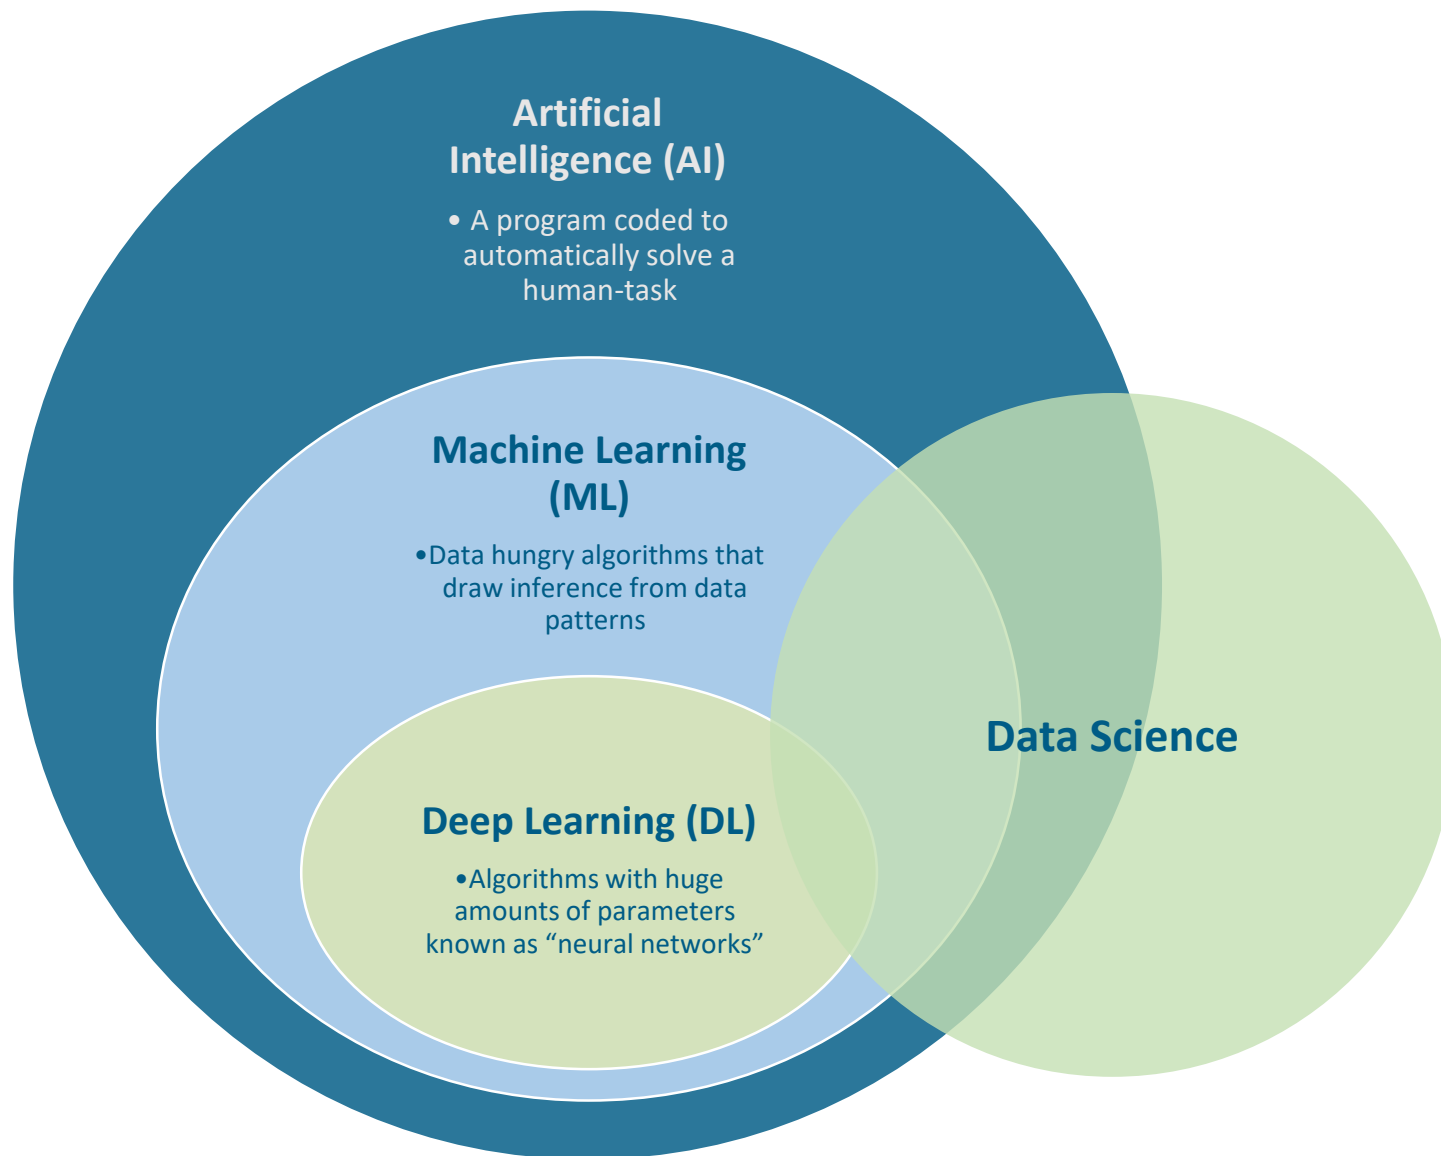 Artificial
Intelligence (AI)
• A program coded to
automatically solve a
human-task
Machine Learning
(ML)
•Data hungry algorithms that
draw inference from data
patterns
Data Science
Deep Learning (DL)
•Algorithms with huge
amounts of parameters
known as “neural networks”